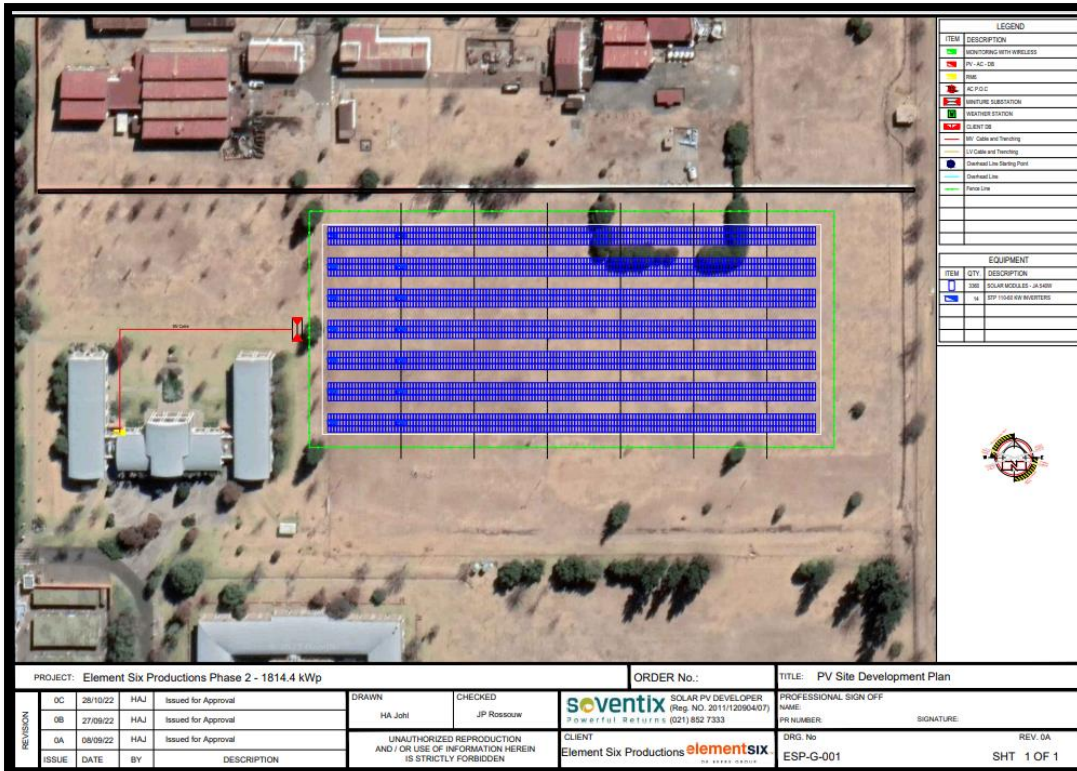 LEGEND
ITEM DESCRIPTION
MONITORING WITH WIRELESS
PV - AC - DB
RMB
AC P.O.C
MINITURE SUBSTATION
WEATHER STATION
CLIENT DB
MV Cable and Trenching
LV Cable and Trenching
Overhead Line Starting Point
Overhead Line
Fence Line
EQUIPMENT
ITEM QTY. DESCRIPTION
3360 SOLAR MODULES - JA 540W
14 STP 110-60 KW INVERTERS
MV Cable
PROJECT: Element Six Productions Phase 2 - 1814.4 kWp
ORDER No.:
TITLE: PV Site Development Plan
REVISION
0C 28/10/22 HAJ Issued for Approval
0B 27/09/22 HAJ Issued for Approval
0A 08/09/22 HAJ Issued for Approval
ISSUE DATE BY DESCRIPTION
DRAWN
HA Johl
CHECKED
JP Rossouw
UNAUTHORIZED REPRODUCTION
AND / OR USE OF INFORMATION HEREIN
IS STRICTLY FORBIDDEN
soventix
Powerful Returns
SOLAR PV DEVELOPER
(Reg. NO. 2011/120904/07)
(021) 852 7333
CLIENT
Element Six Productions
elementsix
DE BEERS GROUP
PROFESSIONAL SIGN OFF
NAME:
PR NUMBER: SIGNATURE:
DRG. No REV. 0A
ESP-G-001 SHT 1 OF 1